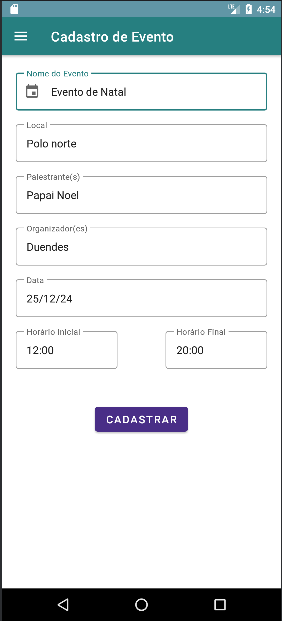 4:54
Cadastro de Evento
Nome do Evento
Evento de Natal
Local
Polo norte
Palestrante(s)
Papai Noel
Organizador(es)
Duendes
Data
25/12/24
Horário Inicial Horário Final
12:00 20:00
CADASTRAR